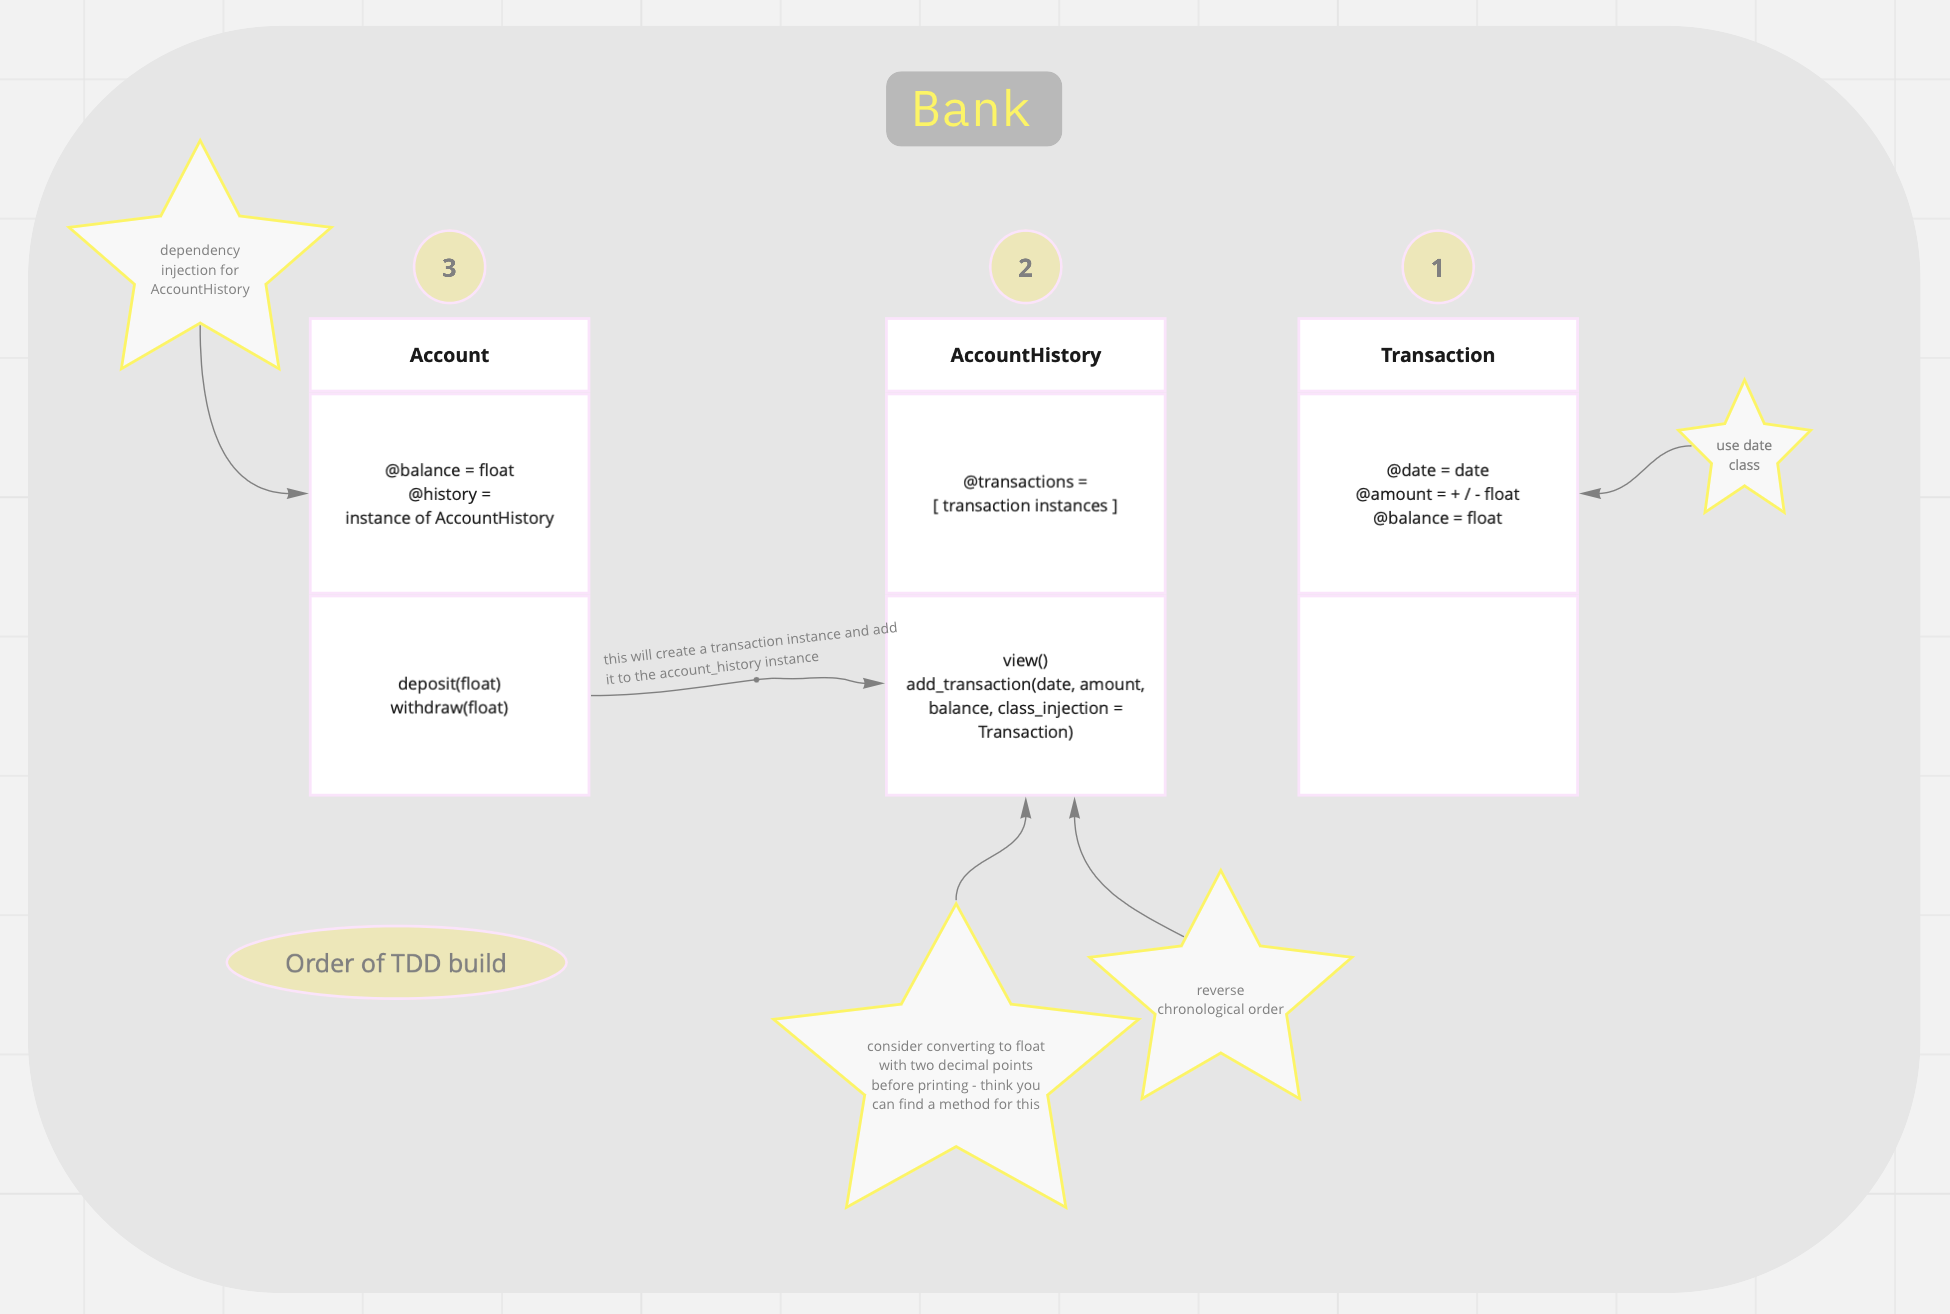 Bank
dependency
injection for
AccountHistory
3
Account
@balance = float
@history =
instance of AccountHistory
deposit(float)
withdraw(float)
this will create a transaction instance and add
it to the account_history instance
2
AccountHistory
@transactions =
[ transaction instances ]
view()
add_transaction(date, amount,
balance, class_injection =
Transaction)
1
Transaction
@date = date
@amount = + / - float
@balance = float
use date
class
Order of TDD build
consider converting to float
with two decimal points
before printing - think you
can find a method for this
reverse
chronological order